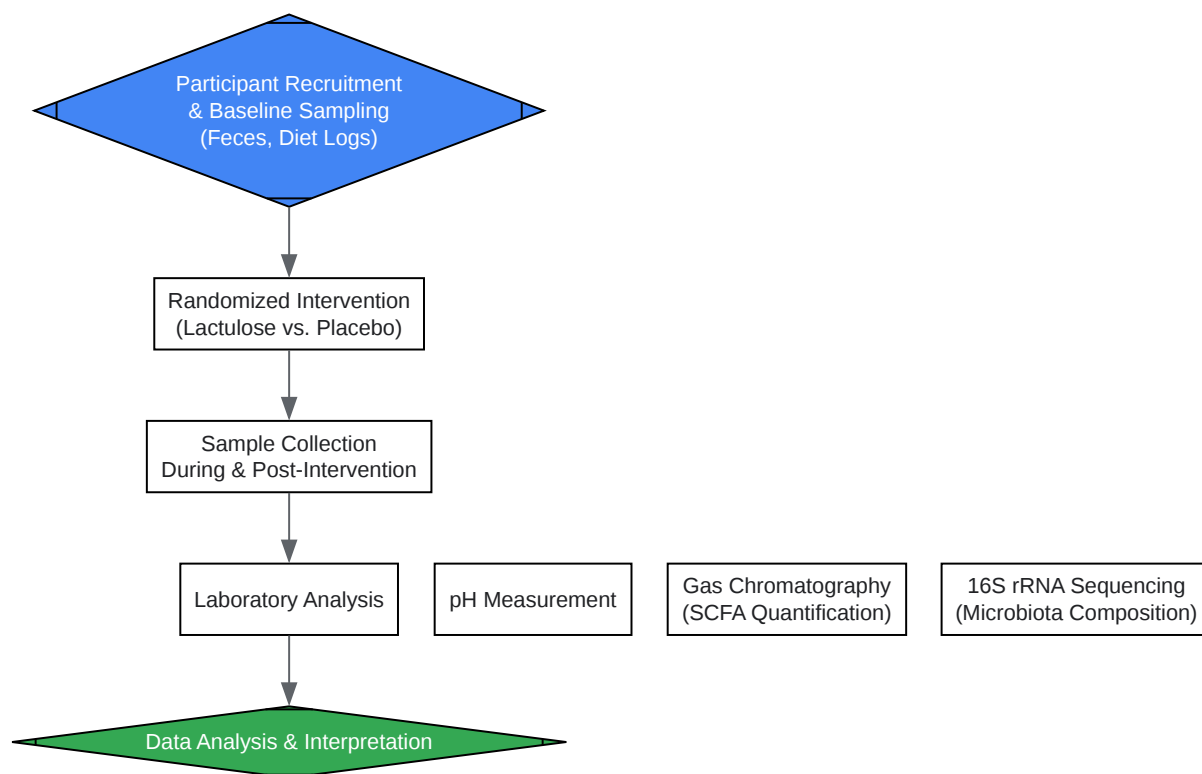 Participant Recruitment
& Baseline Sampling
(Feces, Diet Logs)
Randomized Intervention
(Lactulose vs. Placebo)
Sample Collection
During & Post-Intervention
Laboratory Analysis
pH Measurement
Gas Chromatography
(SCFA Quantification)
16S rRNA Sequencing
(Microbiota Composition)
Data Analysis & Interpretation